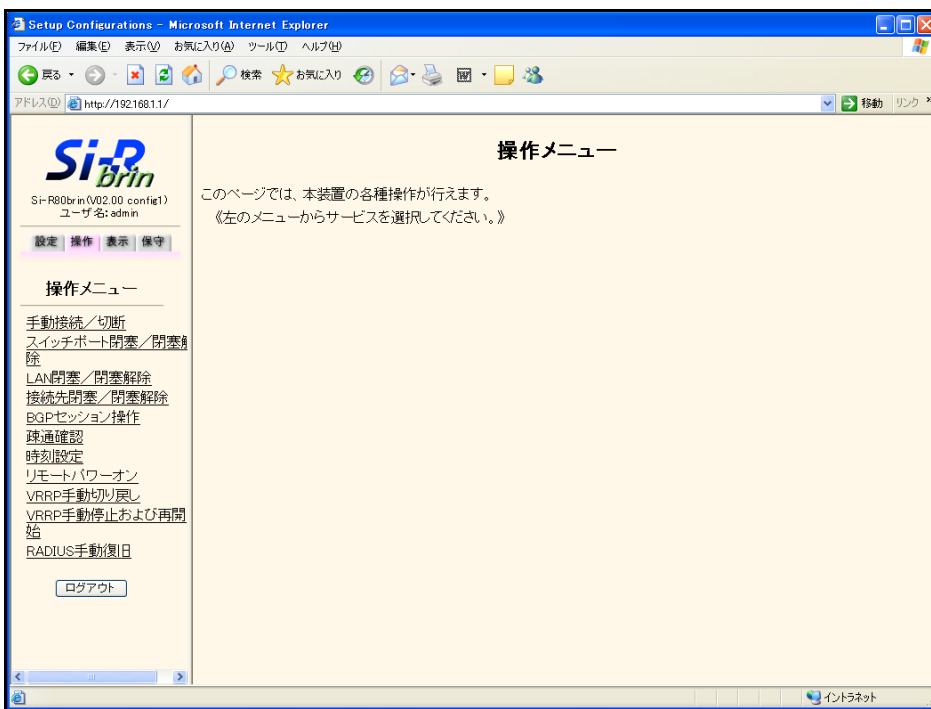 Setup Configurations - Microsoft Internet Explorer
ファイル(F) 編集(E) 表示(V) お気に入り(A) ツール(T) ヘルプ(H)
戻る 検索 お気に入り
アドレス(D) http://192.168.1.1/ 移動 リンク
Si-R
brin
Si-R80brin(V02.00 config1)
ユーザ名:admin
設定 操作 表示 保守
操作メニュー
手動接続/切断
スイッチポート閉塞/閉塞解
除
LAN閉塞/閉塞解除
接続先閉塞/閉塞解除
BGPセッション操作
疎通確認
時刻設定
リモートパワーオン
VRRP手動切り戻し
VRRP手動停止および再開
始
RADIUS手動復旧
ログアウト
操作メニュー
このページでは、本装置の各種操作が行えます。
《左のメニューからサービスを選択してください。》
イントラネット